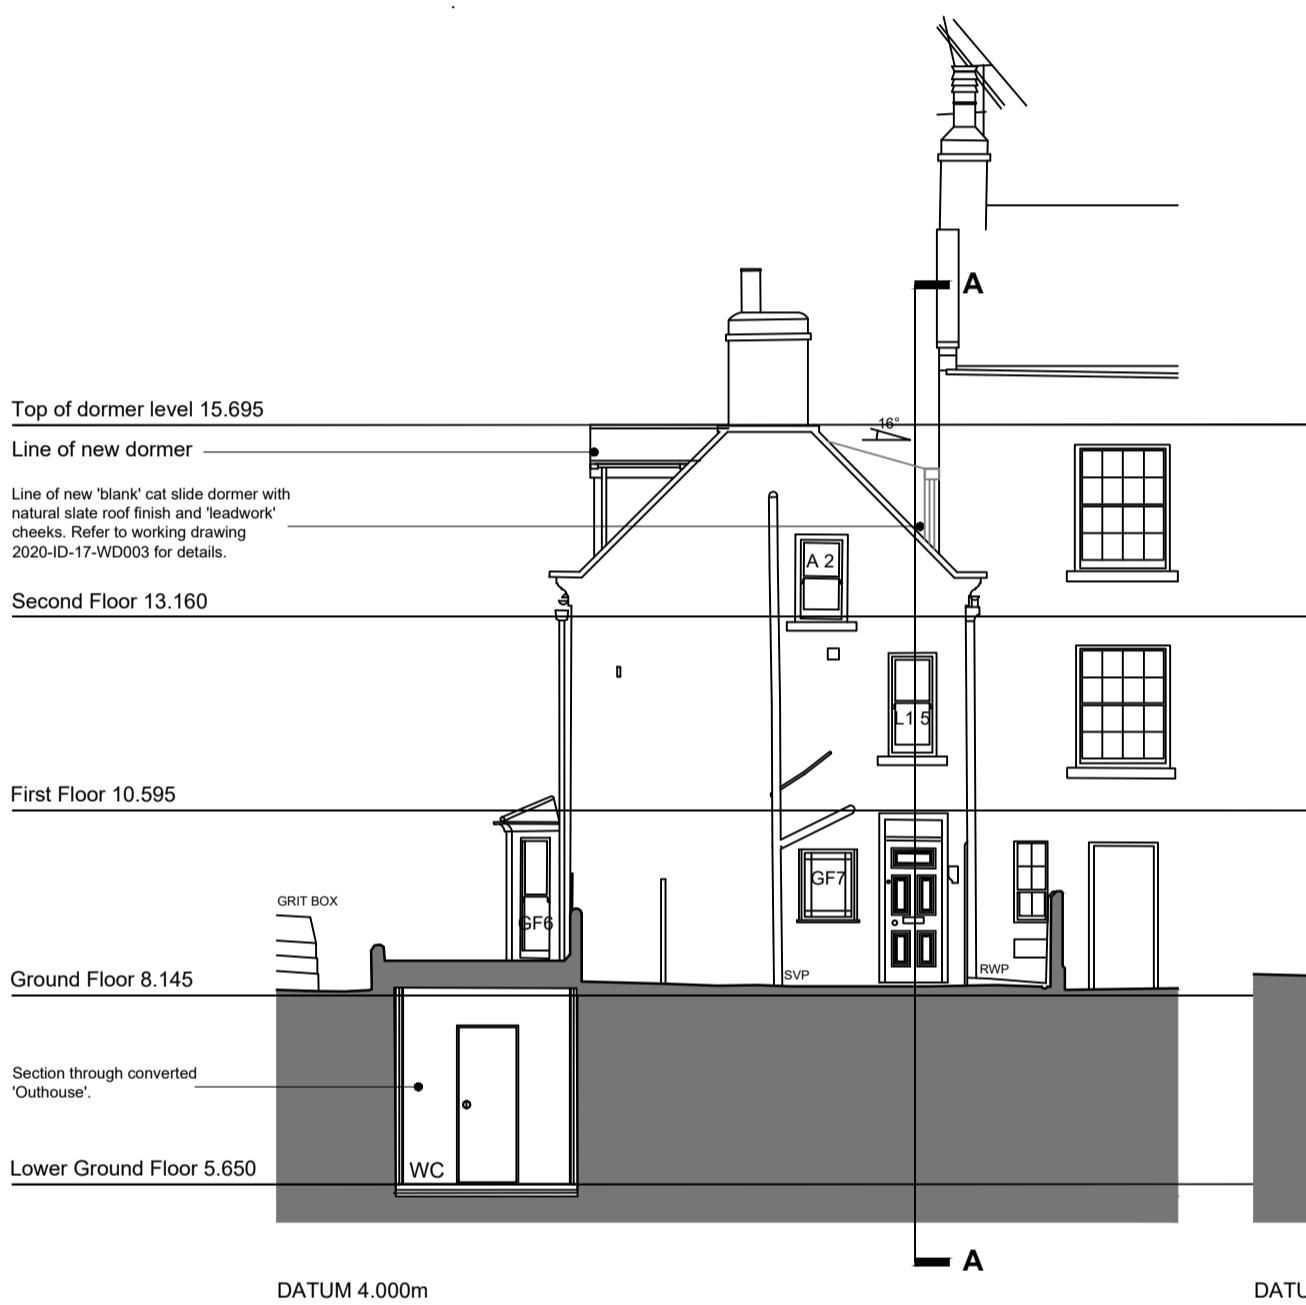 A
Top of dormer level 15.695
16°
Line of new dormer
Line of new 'blank' cat slide dormer with
natural slate roof finish and 'leadwork'
cheeks. Refer to working drawing
2020-ID-17-WD003 for details.
A 2
Second Floor 13.160
L1 5
First Floor 10.595
GF7
GRIT BOX
GF6
SVP
RWP
Ground Floor 8.145
Section through converted
'Outhouse'.
Lower Ground Floor 5.650
WC
A
DATUM 4.000m
DATU